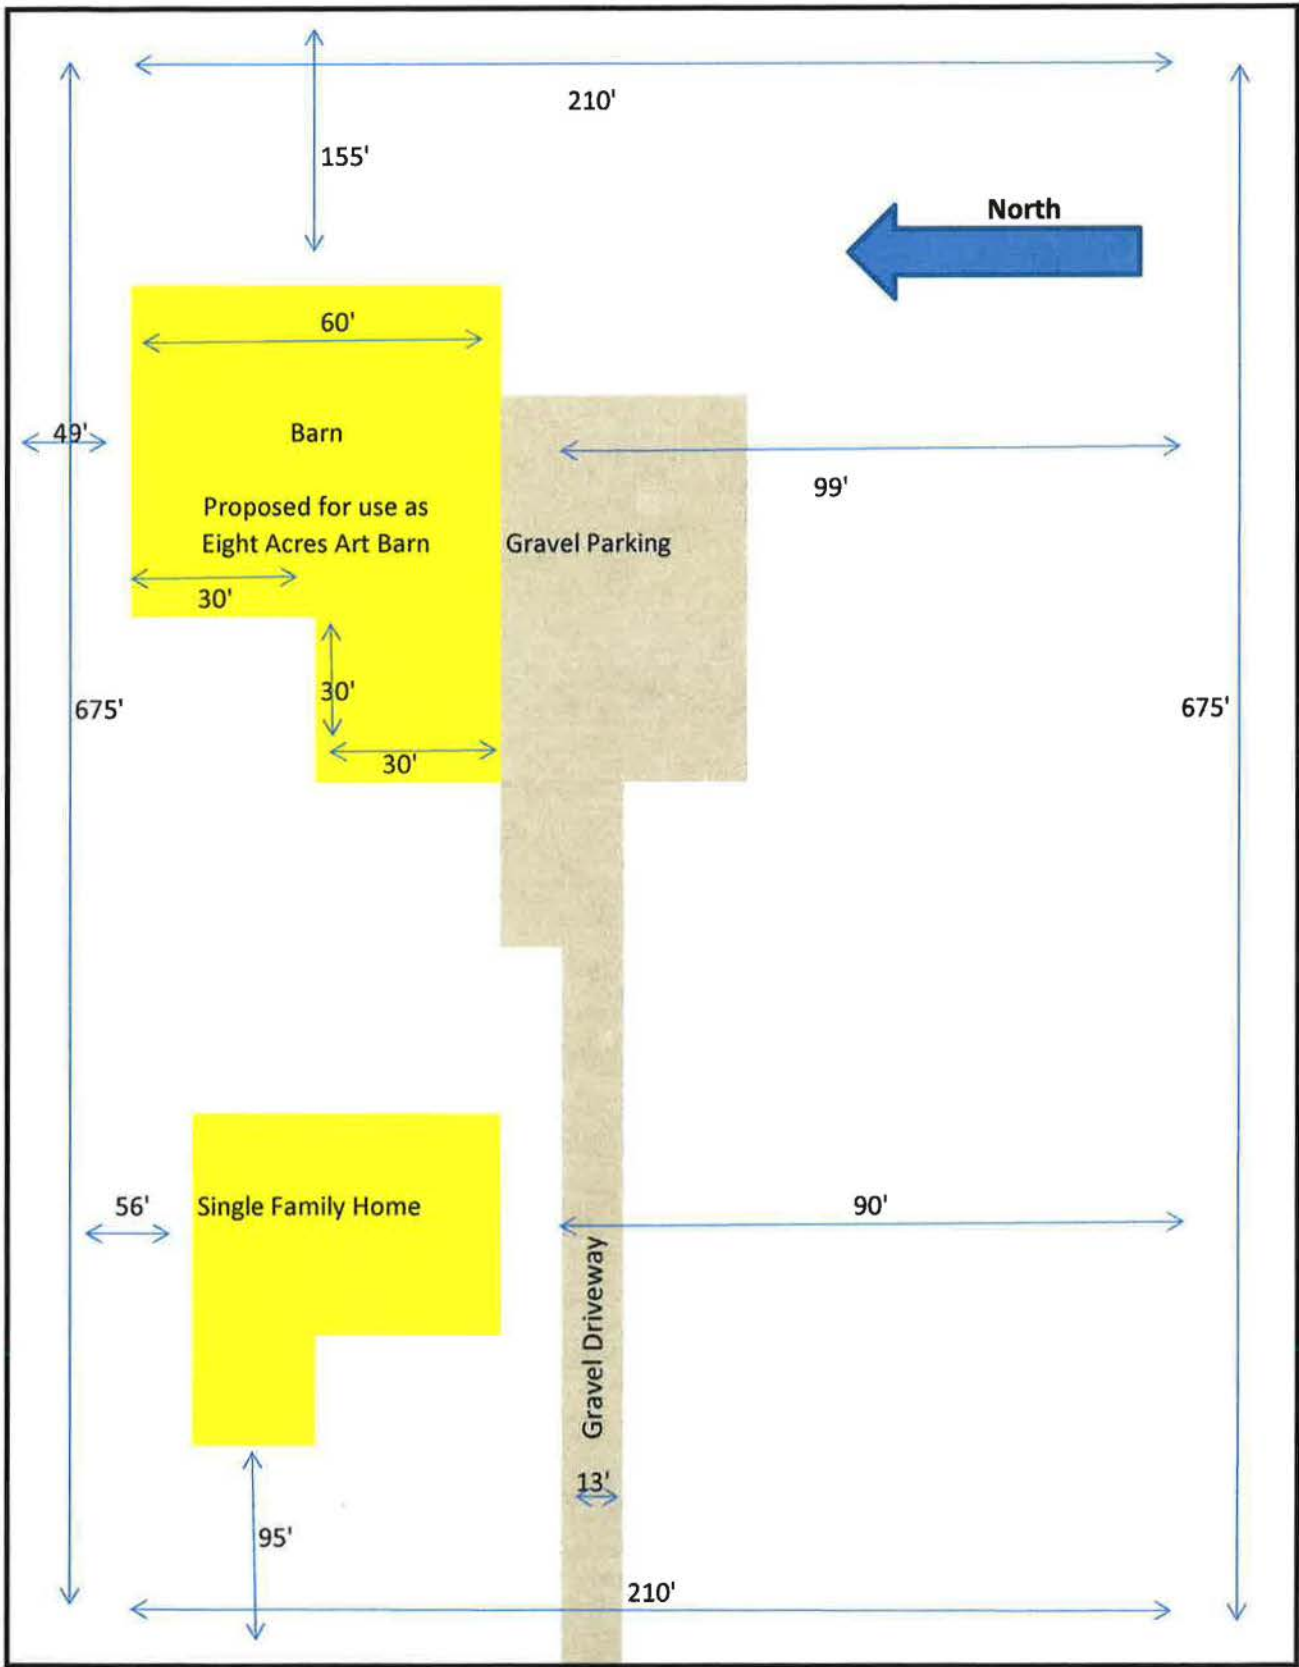 210'
155'
North
60'
49'
Barn
99'
Proposed for use as
Eight Acres Art Barn
Gravel Parking
30'
30'
675'
675'
30'
56'
Single Family Home
90'
Gravel Driveway
13'
95'
210'